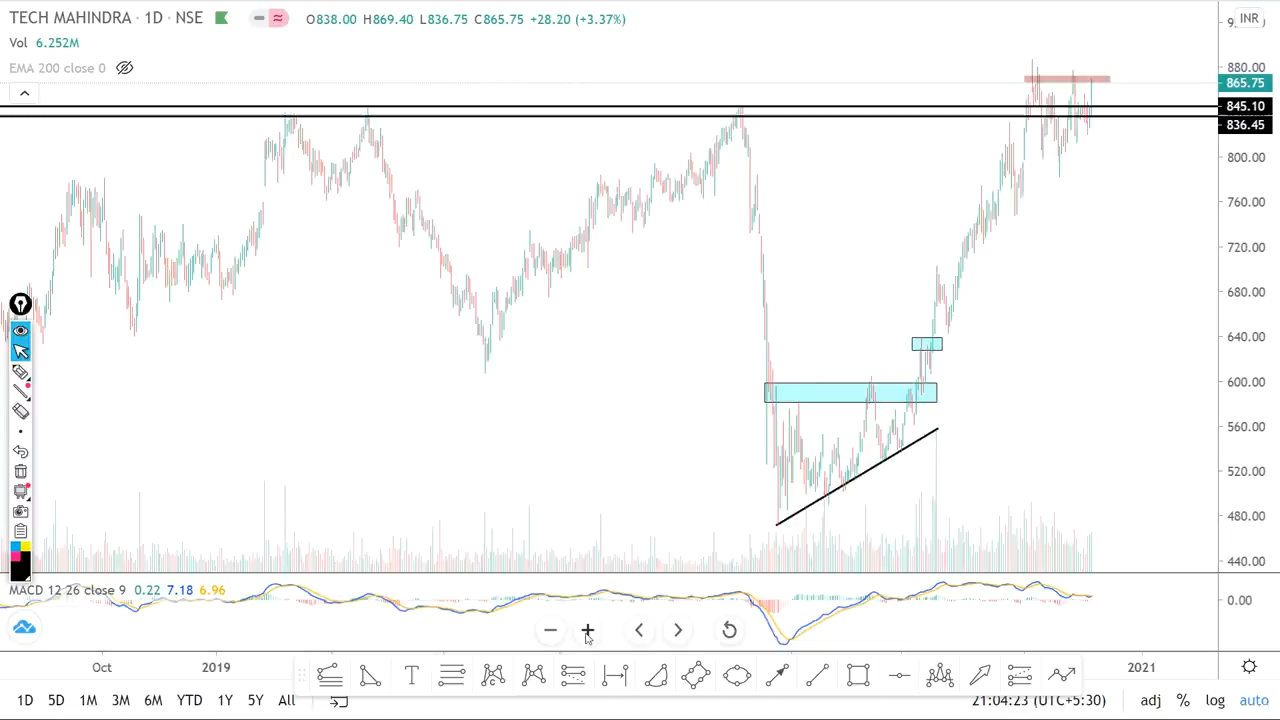 TECH MAHINDRA · 1D · NSE
O838.00 H869.40 L836.75 C865.75 +28.20 (+3.37%)
INR
Vol 6.252M
EMA 200 close 0
880.00
865.75
845.10
836.45
800.00
760.00
720.00
680.00
640.00
600.00
560.00
520.00
480.00
440.00
MACD 12 26 close 9 0.22 7.18 6.96
0.00
Oct 2019 2021
1D 5D 1M 3M 6M YTD 1Y 5Y All 21:04:23 (UTC+5:30) adj % log auto